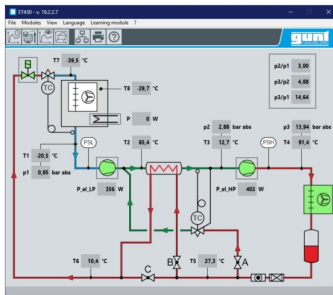 ET430 - v. 19.2.2.7
File Modules View Language Learning module ?
gunt
T7 -39,5 °C
p2/p1 3,00
p3/p2 4,88
p3/p1 14,64
TC
T8 -29,7 °C
P 0 W
T2 85,4 °C
p2 2,88 bar abs
T3 12,7 °C
p3 13,94 bar abs
T4 91,4 °C
PSL
PSH
T1 -20,5 °C
p1 0,95 bar abs
P_el_LP 356 W
P_el_HP 403 W
TC
T6 10,4 °C
C
B
T5 27,3 °C
A